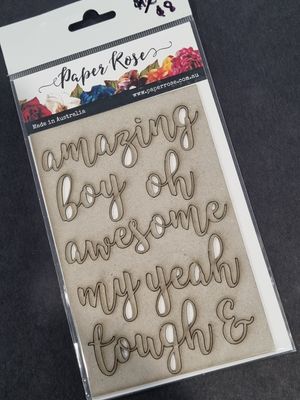 Paper Rose
Made in Australia
www.paperrose.com.au
amazing
boy oh
awesome
my yeah
tough &